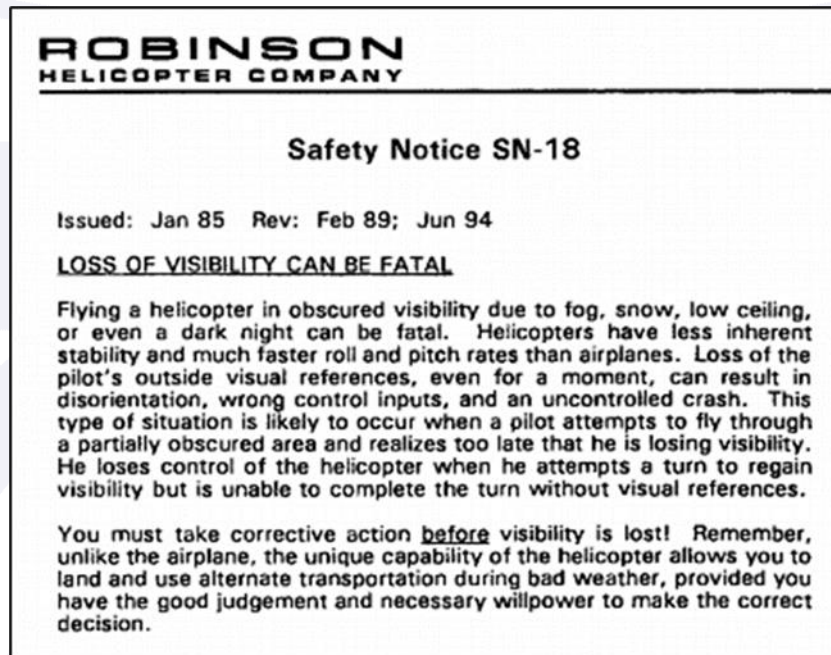 ROBINSON
HELICOPTER COMPANY
Safety Notice SN-18
Issued: Jan 85 Rev: Feb 89; Jun 94
LOSS OF VISIBILITY CAN BE FATAL
Flying a helicopter in obscured visibility due to fog, snow, low ceiling,
or even a dark night can be fatal. Helicopters have less inherent
stability and much faster roll and pitch rates than airplanes. Loss of the
pilot's outside visual references, even for a moment, can result in
disorientation, wrong control inputs, and an uncontrolled crash. This
type of situation is likely to occur when a pilot attempts to fly through
a partially obscured area and realizes too late that he is losing visibility.
He loses control of the helicopter when he attempts a turn to regain
visibility but is unable to complete the turn without visual references.
You must take corrective action before visibility is lost! Remember,
unlike the airplane, the unique capability of the helicopter allows you to
land and use alternate transportation during bad weather, provided you
have the good judgement and necessary willpower to make the correct
decision.